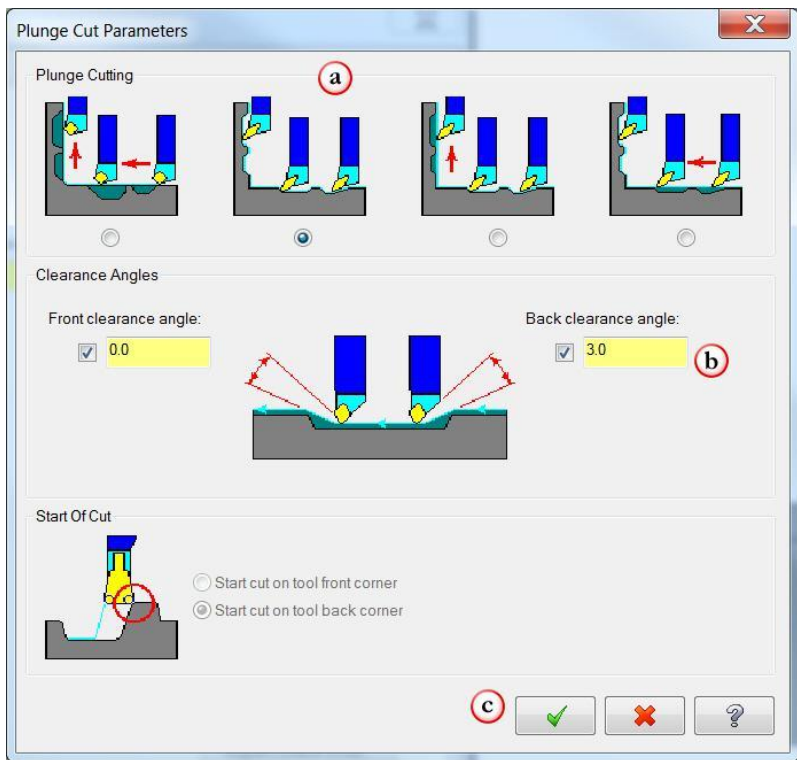 Plunge Cut Parameters
X
Plunge Cutting
a
Clearance Angles
Front clearance angle:
Back clearance angle:
0.0
3.0
b
Start Of Cut
Start cut on tool front corner
Start cut on tool back corner
c
?